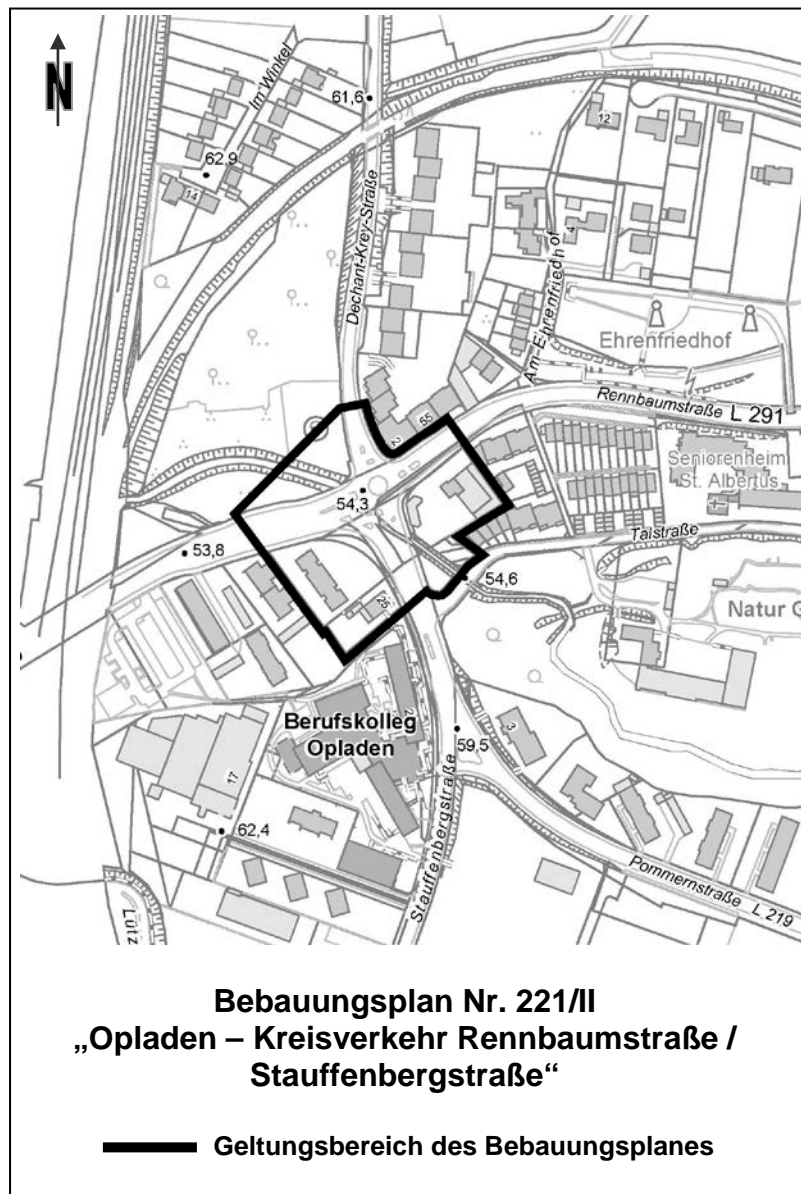 N
Im Winkel
61,6
62,9
14
12
4
Dechant-Krey-Straße
Am-Ehrenfriedhof
Ehrenfriedhof
Rennbaumstraße L 291
55
2
Seniorenheim
St. Albertus
54,3
53,8
Talstraße
54,6
25
Natur G
Berufskolleg
Opladen
2
3
59,5
17
62,4
Stauffenbergstraße
Pommernstraße L 219
Lütz
Bebauungsplan Nr. 221/II
„Opladen – Kreisverkehr Rennbaumstraße /
Stauffenbergstraße“
Geltungsbereich des Bebauungsplanes